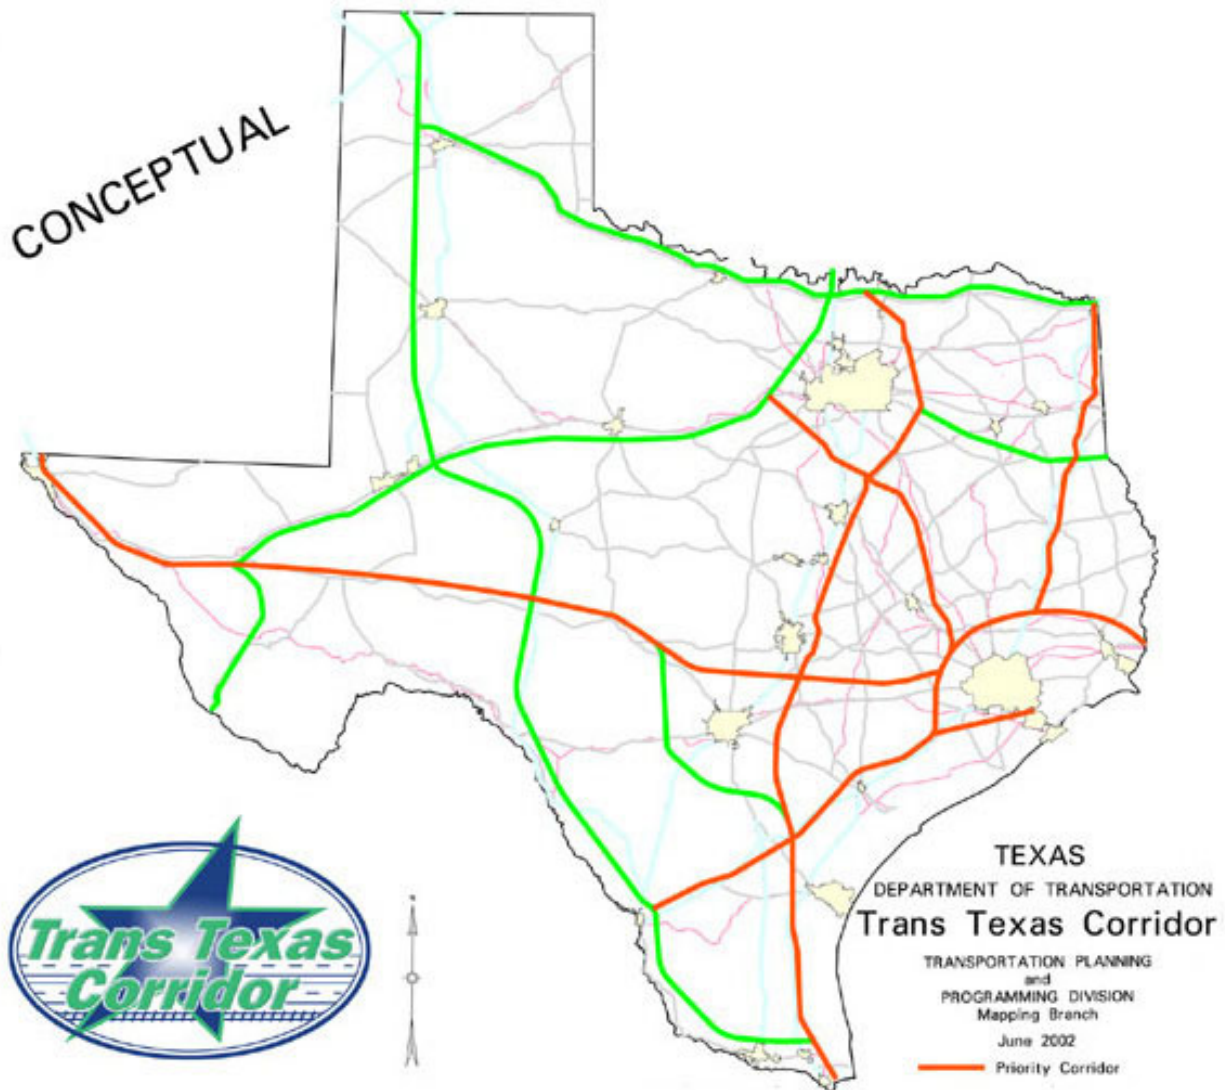 CONCEPTUAL
Trans Texas
Corridor
TEXAS
DEPARTMENT OF TRANSPORTATION
Trans Texas Corridor
TRANSPORTATION PLANNING
and
PROGRAMMING DIVISION
Mapping Branch
June 2002
Priority Corridor